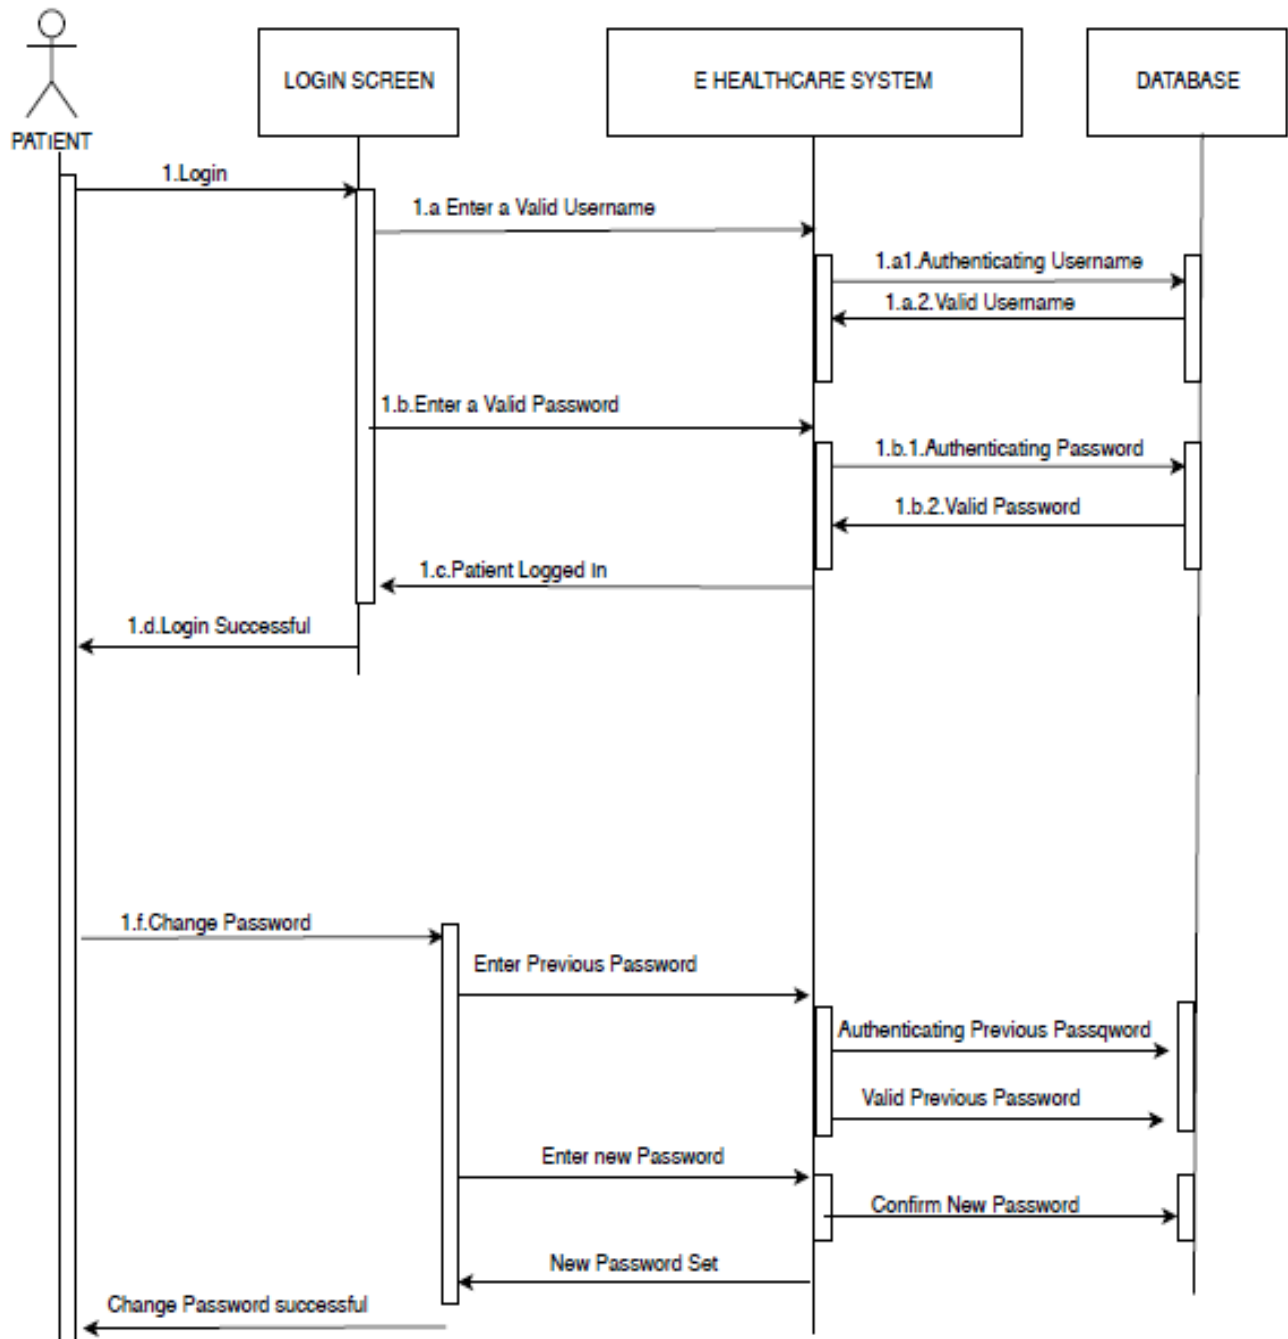 LOGIN SCREEN
E HEALTHCARE SYSTEM
DATABASE
PATIENT
1.Login
1.a Enter a Valid Username
1.a1.Authenticating Username
1.a.2.Valid Username
1.b.Enter a Valid Password
1.b.1.Authenticating Password
1.b.2.Valid Password
1.c.Patient Logged in
1.d.Login Successful
1.f.Change Password
Enter Previous Password
Authenticating Previous Passqword
Valid Previous Password
Enter new Password
Confirm New Password
New Password Set
Change Password successful